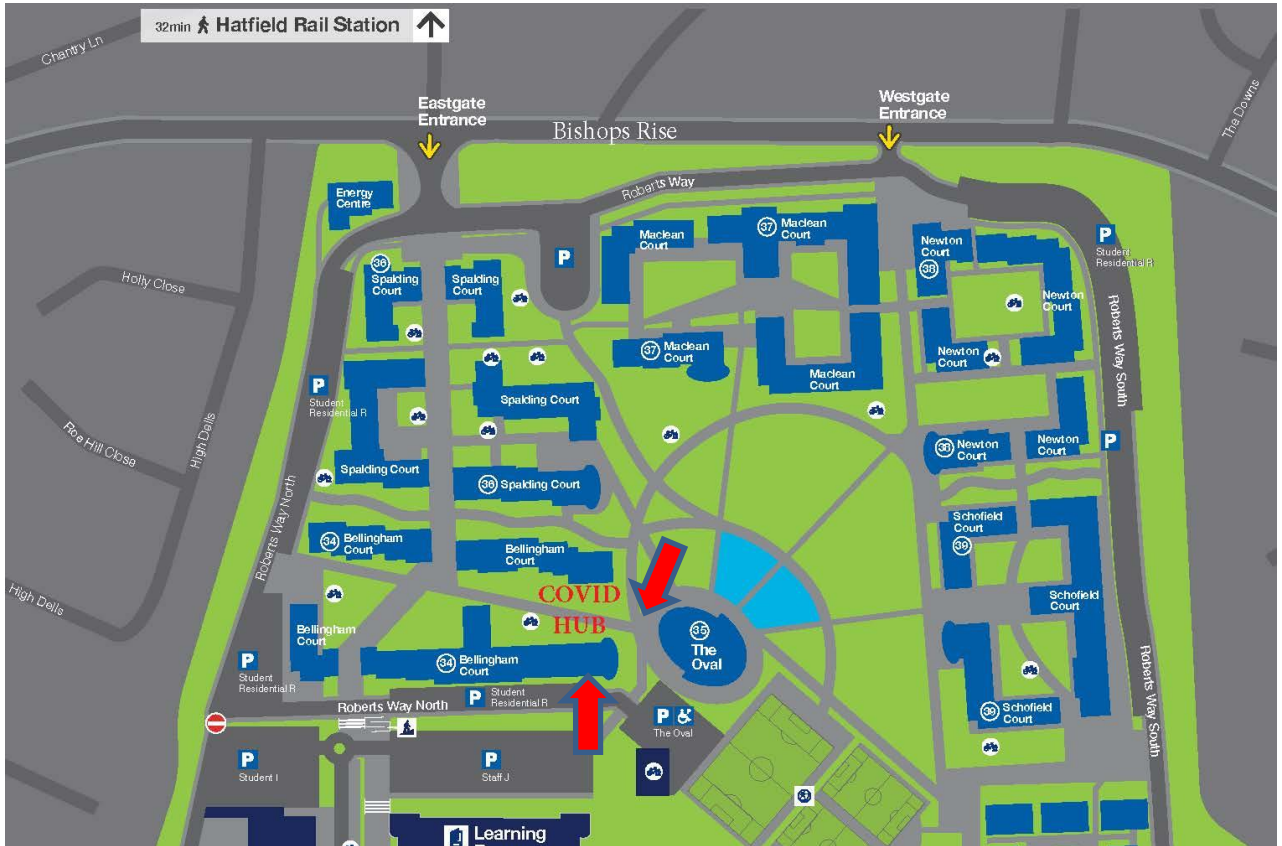 32min Hatfield Rail Station
Chantry Ln
Eastgate
Entrance
Bishops Rise
Westgate
Entrance
The Downs
Energy
Centre
Roberts Way
Maclean
Court
37 Maclean
Court
Newton
Court
38
P
Student
Residential R
Holly Close
36
Spalding
Court
Spalding
Court
P
Newton
Court
Roberts Way South
37 Maclean
Court
Newton
Court
Maclean
Court
P
Student
Residential R
Spalding Court
Roe Hill Close
High Dells
38 Newton
Court
Newton
Court
P
Spalding Court
36 Spalding Court
Roberts Way North
Schofield
Court
39
34 Bellingham
Court
Bellingham
Court
High Dells
COVID
HUB
Schofield
Court
Bellingham
Court
35
The
Oval
34 Bellingham
Court
P
Student
Residential R
P
Student
Residential R
Roberts Way North
P
The Oval
39 Schofield
Court
Roberts Way South
P
Student I
P
Staff J
Learning